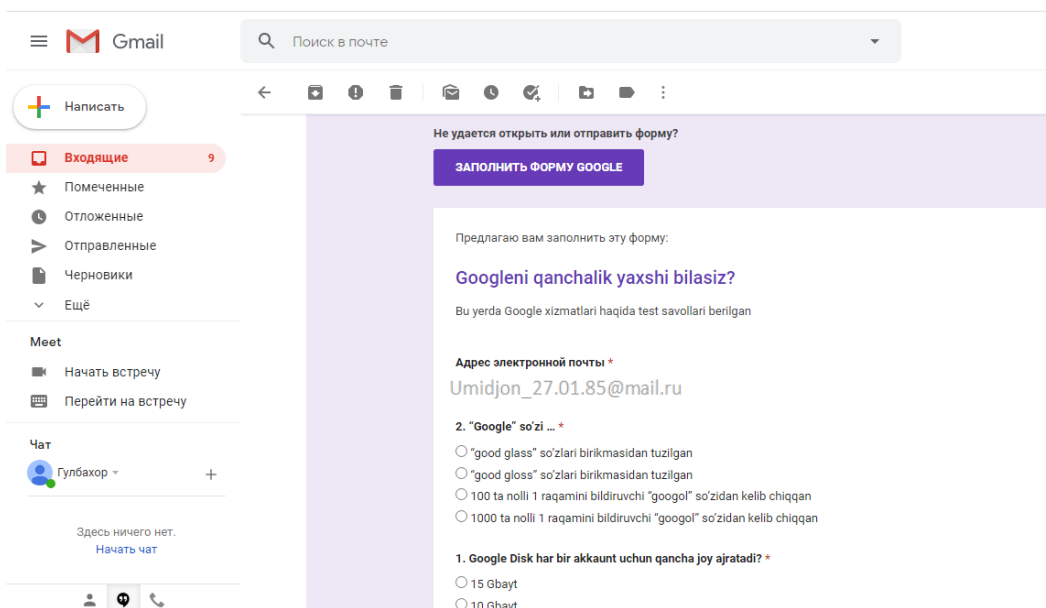 Gmail
Поиск в почте
Написать
Входящие 9
Помеченные
Отложенные
Отправленные
Черновики
Ещё
Meet
Начать встречу
Перейти на встречу
Чат
Гулбахор
Здесь ничего нет.
Начать чат
Не удается открыть или отправить форму?
ЗАПОЛНИТЬ ФОРМУ GOOGLE
Предлагаю вам заполнить эту форму:
Googleni qanchalik yaxshi bilasiz?
Bu yerda Google xizmatlari haqida test savollari berilgan
Адрес электронной почты *
Umidjon_27.01.85@mail.ru
2. “Google” so’zi ... *
“good glass” so’zlari birikmasidan tuzilgan
“good gloss” so’zlari birikmasidan tuzilgan
100 ta nolli 1 raqamini bildiruvchi “googol” so’zidan kelib chiqqan
1000 ta nolli 1 raqamini bildiruvchi “googol” so’zidan kelib chiqqan
1. Google Disk har bir akkaunt uchun qancha joy ajratadi? *
15 Gbayt
10 Gbayt